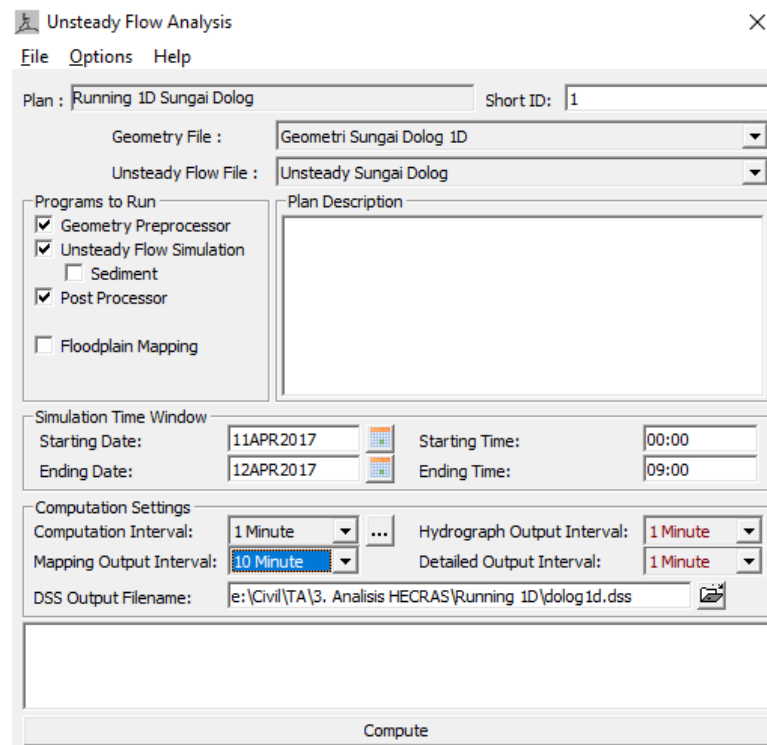 Unsteady Flow Analysis
File Options Help
Plan : Running 1D Sungai Dolog Short ID: 1
Geometry File : Geometri Sungai Dolog 1D
Unsteady Flow File : Unsteady Sungai Dolog
Programs to Run
Geometry Preprocessor
Unsteady Flow Simulation
Sediment
Post Processor
Floodplain Mapping
Plan Description
Simulation Time Window
Starting Date: 11APR2017 Starting Time: 00:00
Ending Date: 12APR2017 Ending Time: 09:00
Computation Settings
Computation Interval: 1 Minute ... Hydrograph Output Interval: 1 Minute
Mapping Output Interval: 10 Minute Detailed Output Interval: 1 Minute
DSS Output Filename: e:\Civil\TA\3. Analisis HECRAS\Running 1D\dolog1d.dss
Compute